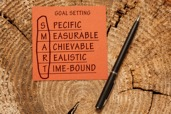 GOAL SETTING
SPECIFIC
MEASURABLE
ACHIEVABLE
REALISTIC
TIME-BOUND